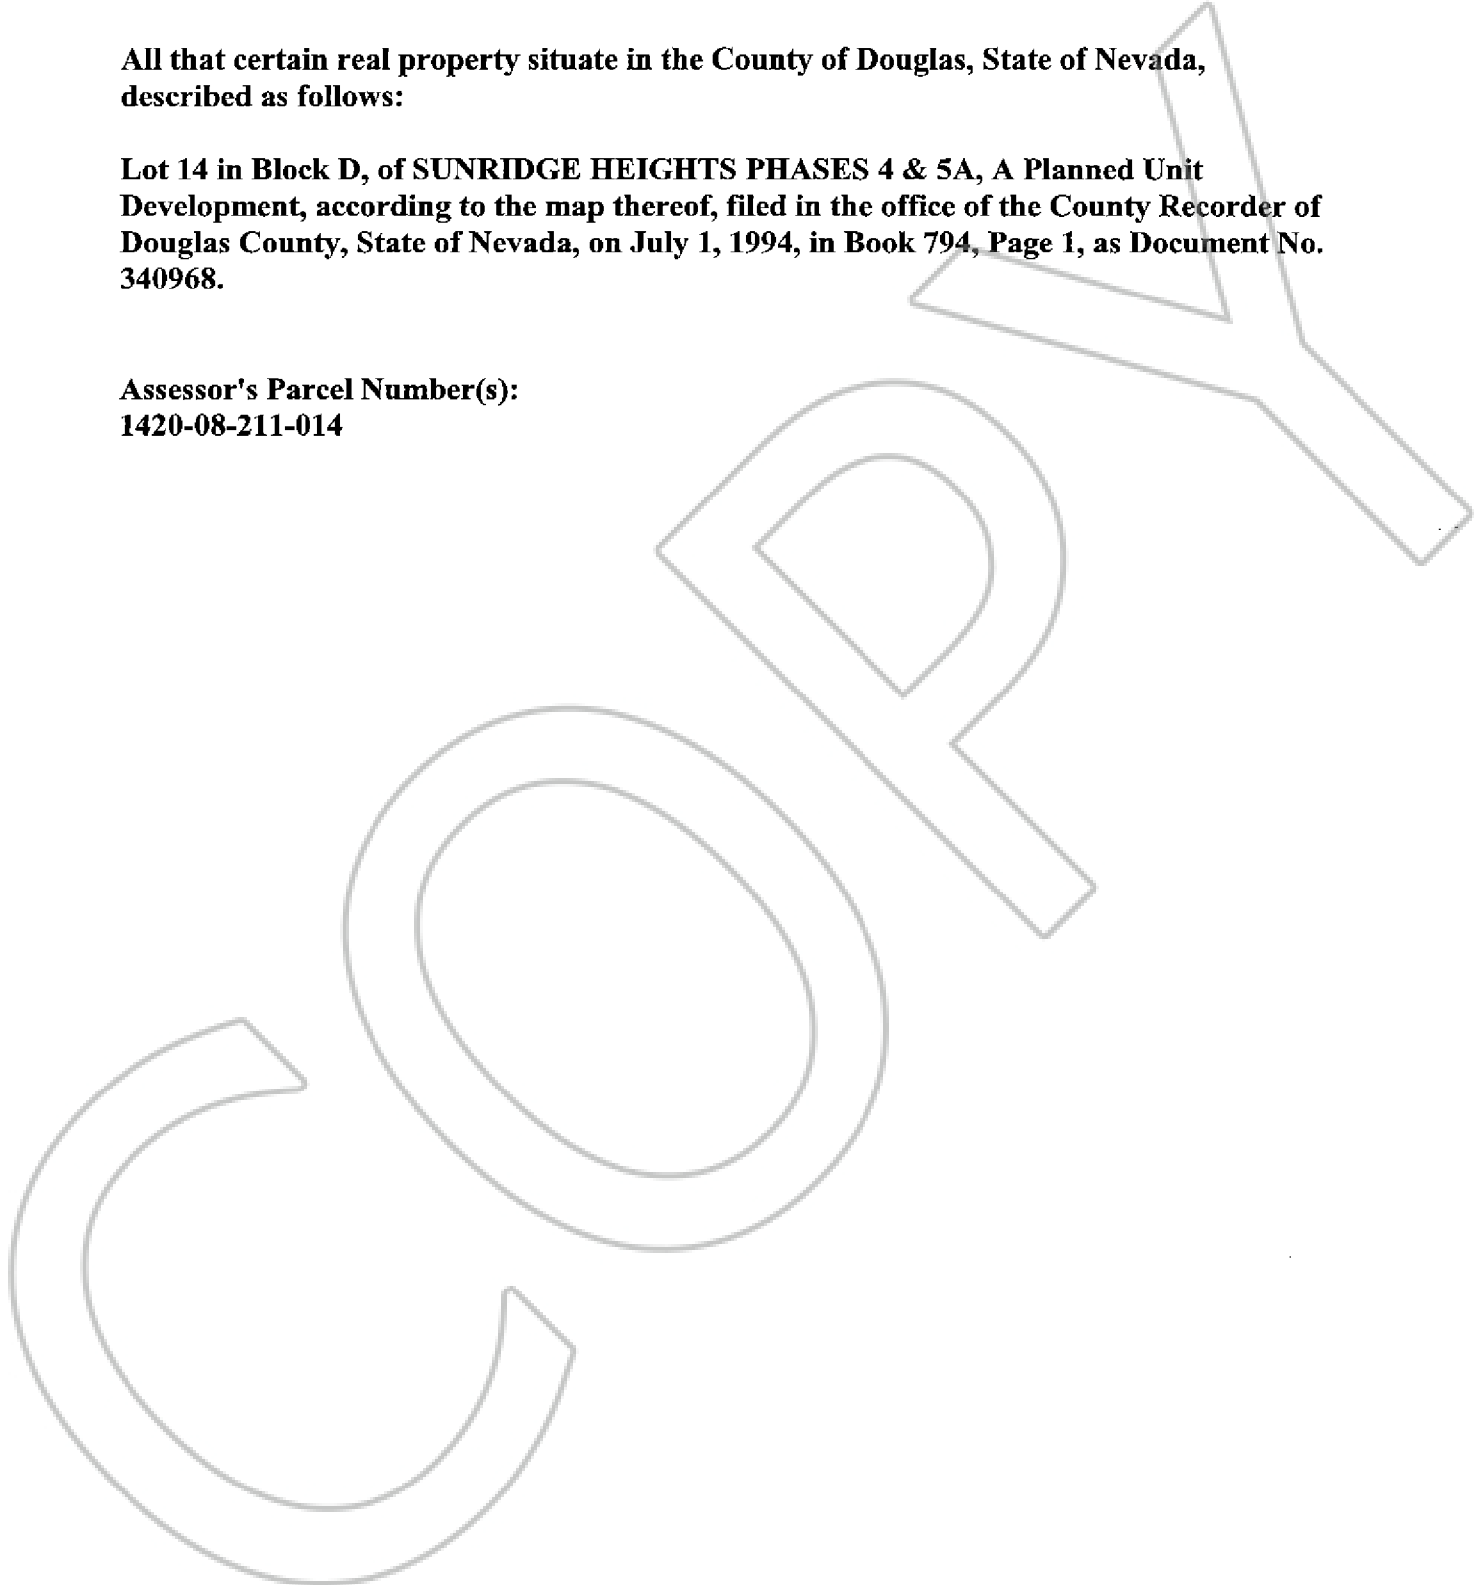 All that certain real property situate in the County of Douglas, State of Nevada,
described as follows:
Lot 14 in Block D, of SUNRIDGE HEIGHTS PHASES 4 & 5A, A Planned Unit
Development, according to the map thereof, filed in the office of the County Recorder of
Douglas County, State of Nevada, on July 1, 1994, in Book 794, Page 1, as Document No.
340968.
Assessor's Parcel Number(s):
1420-08-211-014
COPY